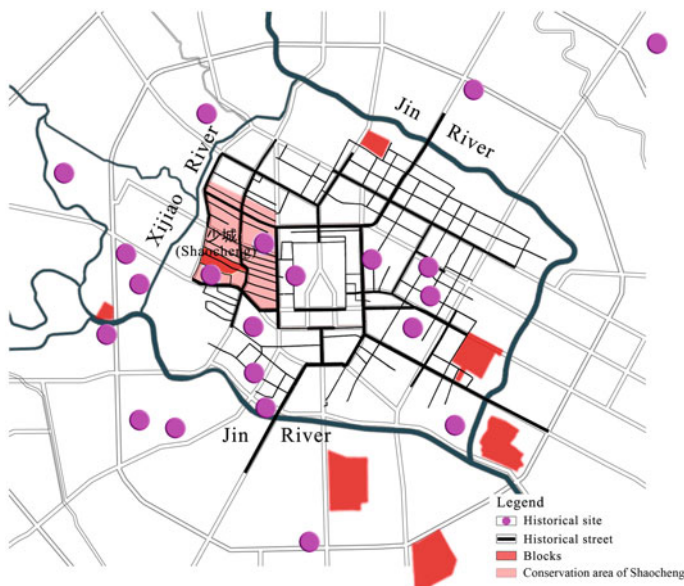 Jin
River
Xijiao River
少城
(Shaocheng)
Jin River
Legend
Historical site
Historical street
Blocks
Conservation area of Shaocheng